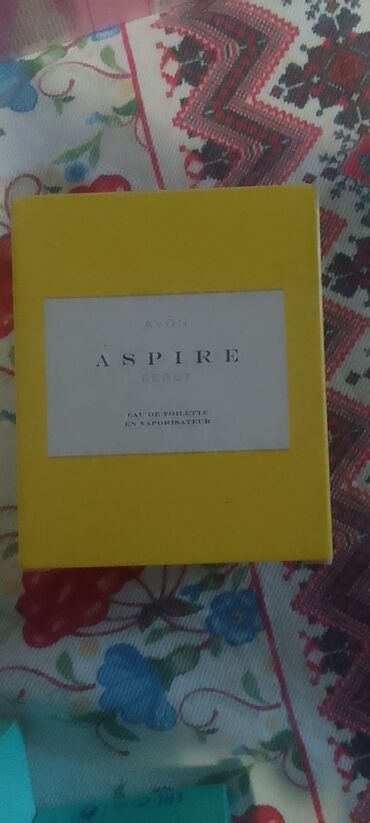 AVON
ASPIRE
DEBUT
EAU DE TOILETTE
EN VAPORISATEUR